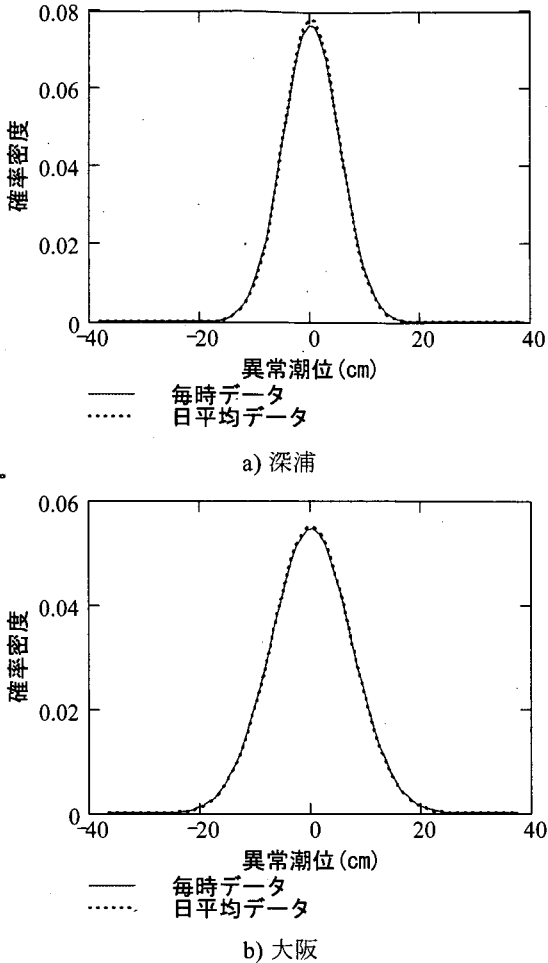 0.08
0.06
0.04
0.02
0
確率密度
-40
-20
0
20
40
異常潮位(cm)
毎時データ
日平均データ
a) 深浦
0.06
0.04
0.02
0
確率密度
-40
-20
0
20
40
異常潮位(cm)
毎時データ
日平均データ
b) 大阪